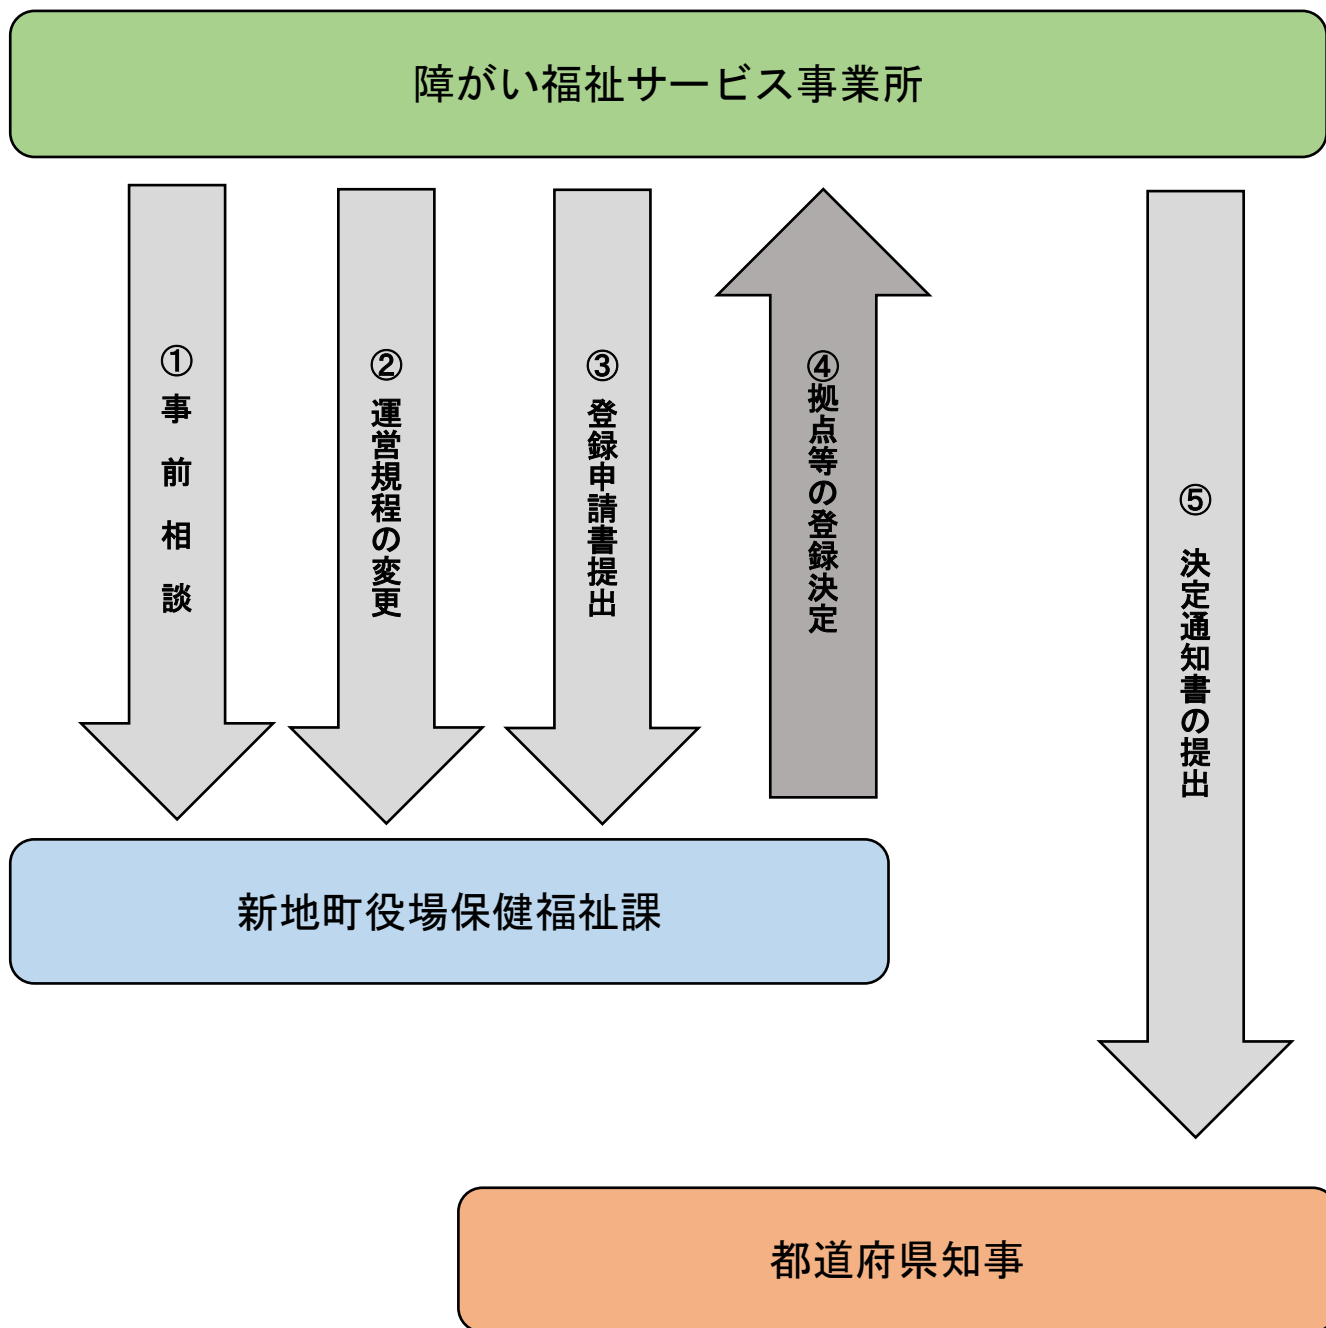 障がい福祉サービス事業所
①事前相談
②運営規程の変更
③登録申請書提出
④拠点等の登録決定
⑤決定通知書の提出
新地町役場保健福祉課
都道府県知事